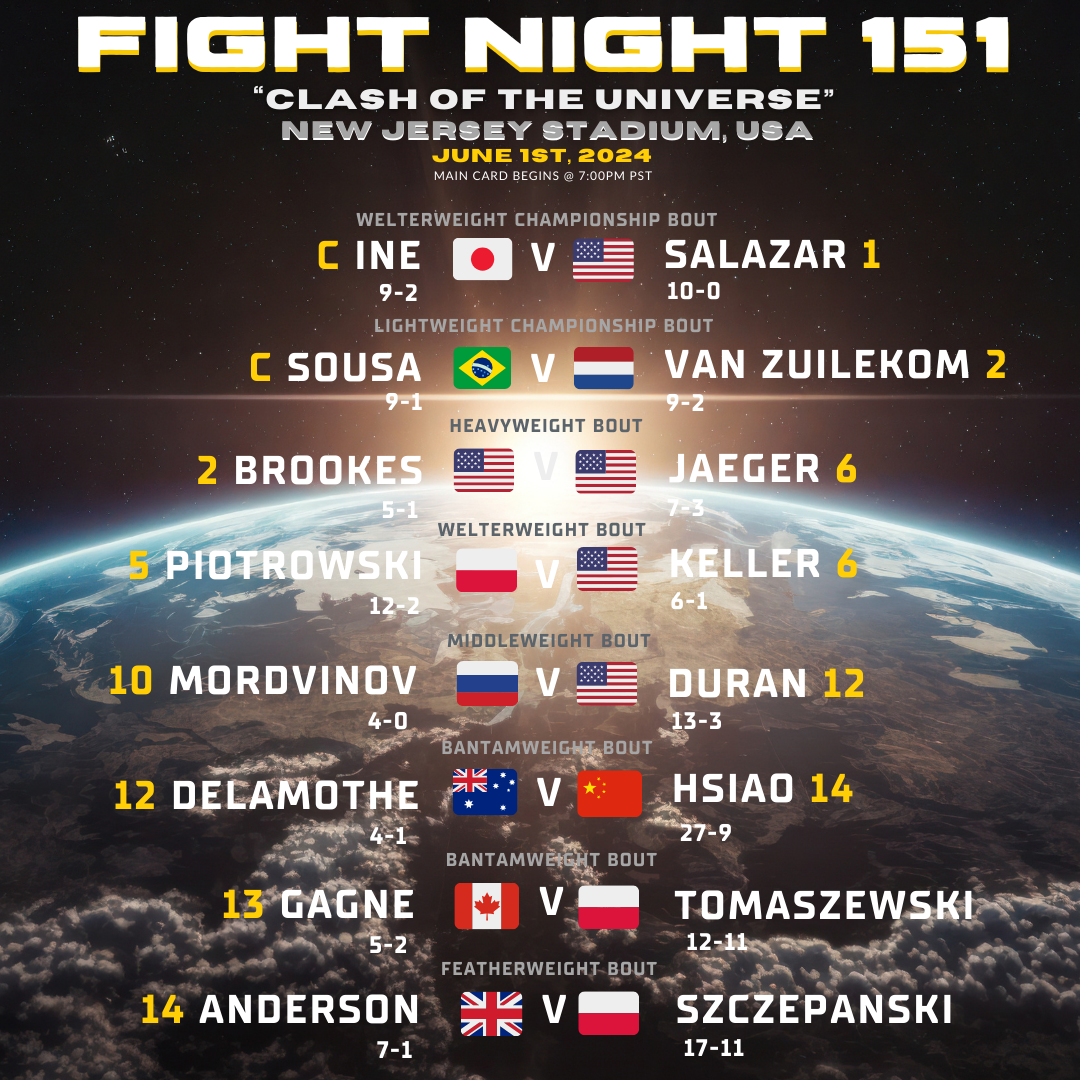 FIGHT NIGHT 151
“CLASH OF THE UNIVERSE”
NEW JERSEY STADIUM, USA
JUNE 1ST, 2024
MAIN CARD BEGINS @ 7:00PM PST
WELTERWEIGHT CHAMPIONSHIP BOUT
C INE V SALAZAR 1
9-2 10-0
LIGHTWEIGHT CHAMPIONSHIP BOUT
C SOUSA V VAN ZUILEKOM 2
9-1 9-2
HEAVYWEIGHT BOUT
2 BROOKES V JAEGER 6
5-1 7-3
WELTERWEIGHT BOUT
5 PIOTROWSKI V KELLER 6
12-2 6-1
MIDDLEWEIGHT BOUT
10 MORDVINOV V DURAN 12
4-0 13-3
BANTAMWEIGHT BOUT
12 DELAMOTHE V HSIAO 14
4-1 27-9
BANTAMWEIGHT BOUT
13 GAGNE V TOMASZEWSKI
5-2 12-11
FEATHERWEIGHT BOUT
14 ANDERSON V SZCZEPANSKI
7-1 17-11